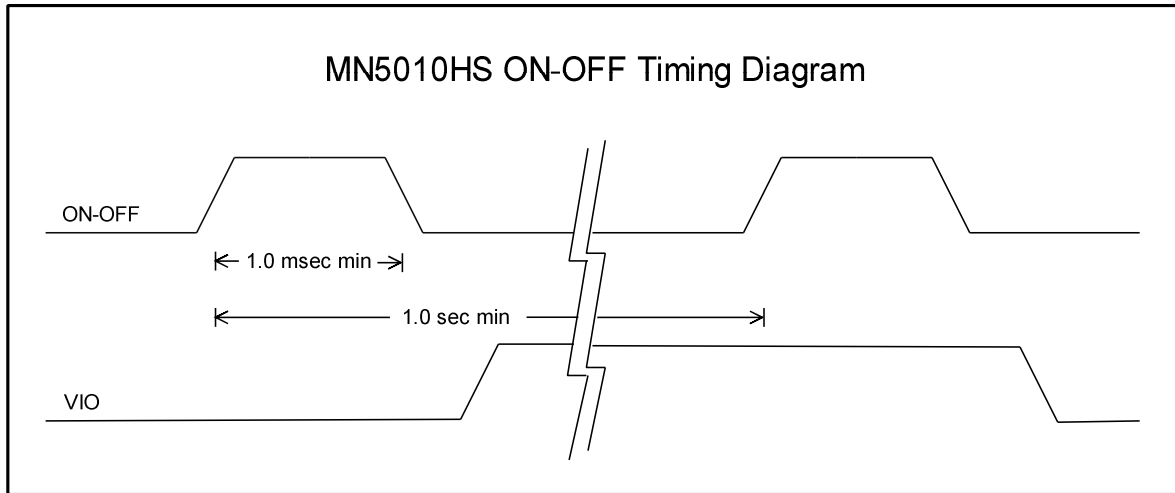 MN5010HS ON-OFF Timing Diagram
ON-OFF
1.0 msec min
1.0 sec min
VIO